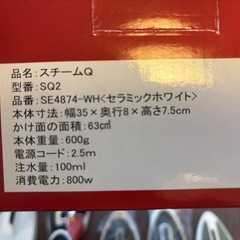 品名：スチームQ
型番：SQ2
品番：SE4874-WH<セラミックホワイト>
本体寸法：幅35×奥行8×高さ7.5cm
かけ面の面積：63㎠
本体重量：600g
電源コード：2.5m
注水量：100ml
消費電力：800w